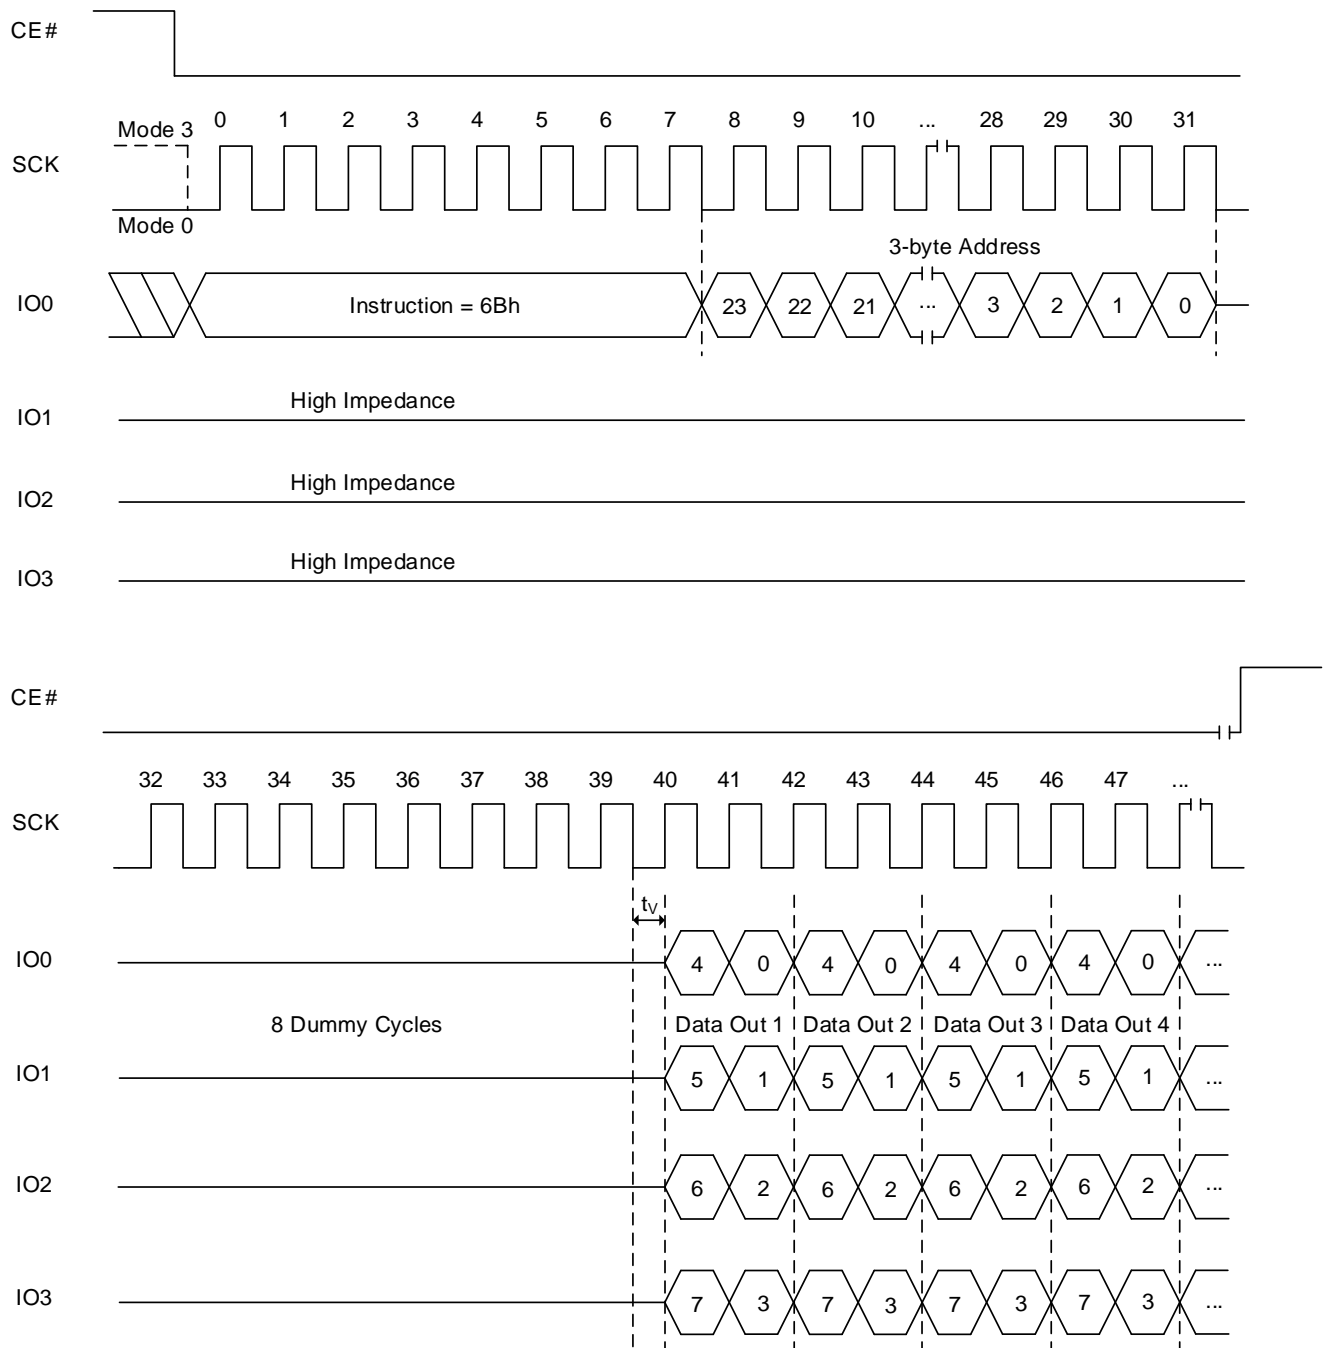 CE#
Mode 3
0 1 2 3 4 5 6 7 8 9 10 ... 28 29 30 31
SCK
Mode 0
3-byte Address
IO0 Instruction = 6Bh 23 22 21 ... 3 2 1 0
High Impedance
IO1
High Impedance
IO2
High Impedance
IO3
CE#
32 33 34 35 36 37 38 39 40 41 42 43 44 45 46 47 ...
SCK
tV
IO0 4 0 4 0 4 0 4 0 ...
8 Dummy Cycles Data Out 1 Data Out 2 Data Out 3 Data Out 4
IO1 5 1 5 1 5 1 5 1 ...
IO2 6 2 6 2 6 2 6 2 ...
IO3 7 3 7 3 7 3 7 3 ...